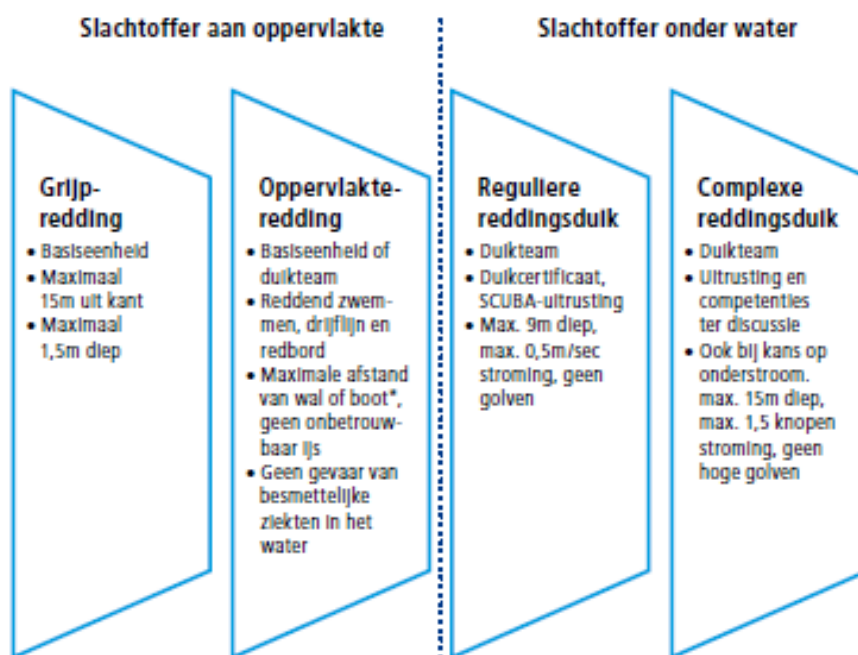 Slachtoffer aan oppervlakte
Slachtoffer onder water
Grijp-
redding
• Basiseenheid
• Maximaal
15m uit kant
• Maximaal
1,5m diep
Oppervlakte-
redding
• Basiseenheid of
duikteam
• Reddend zwem-
men, drijflijn en
redbord
• Maximale afstand
van wal of boot*,
geen onbetrouw-
baar ijs
• Geen gevaar van
besmettelijke
ziekten in het
water
Reguliere
reddingsduik
• Duikteam
• Duikcertificaat,
SCUBA-uitrusting
• Max. 9m diep,
max. 0,5m/sec
stroming, geen
golven
Complexe
reddingsduik
• Duikteam
• Uitrusting en
competenties
ter discussie
• Ook bij kans op
onderstroom.
max. 15m diep,
max. 1,5 knopen
stroming, geen
hoge golven